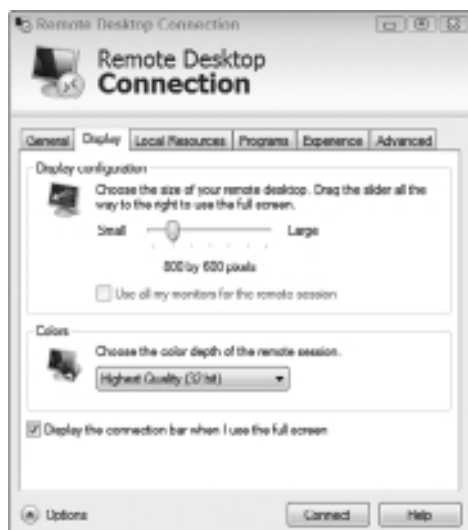 Remote Desktop Connection
Remote Desktop
Connection
General Display Local Resources Programs Experience Advanced
Display configuration
Choose the size of your remote desktop. Drag the slider all the
way to the right to use the full screen.
Small Large
800 by 600 pixels
Use all my monitors for the remote session
Colors
Choose the color depth of the remote session.
Highest Quality (32 bit)
Display the connection bar when I use the full screen
Options Connect Help